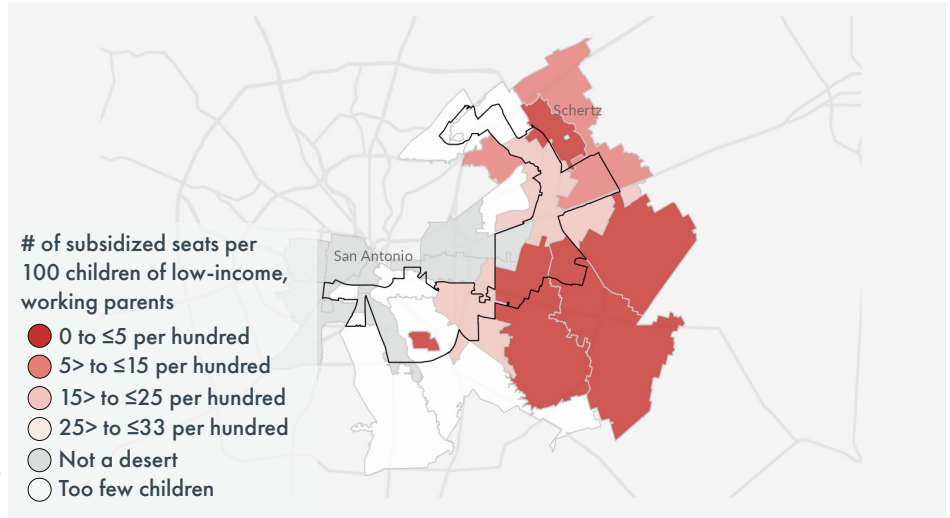 Schertz
San Antonio
# of subsidized seats per
100 children of low-income,
working parents
0 to ≤5 per hundred
5> to ≤15 per hundred
15> to ≤25 per hundred
25> to ≤33 per hundred
Not a desert
Too few children